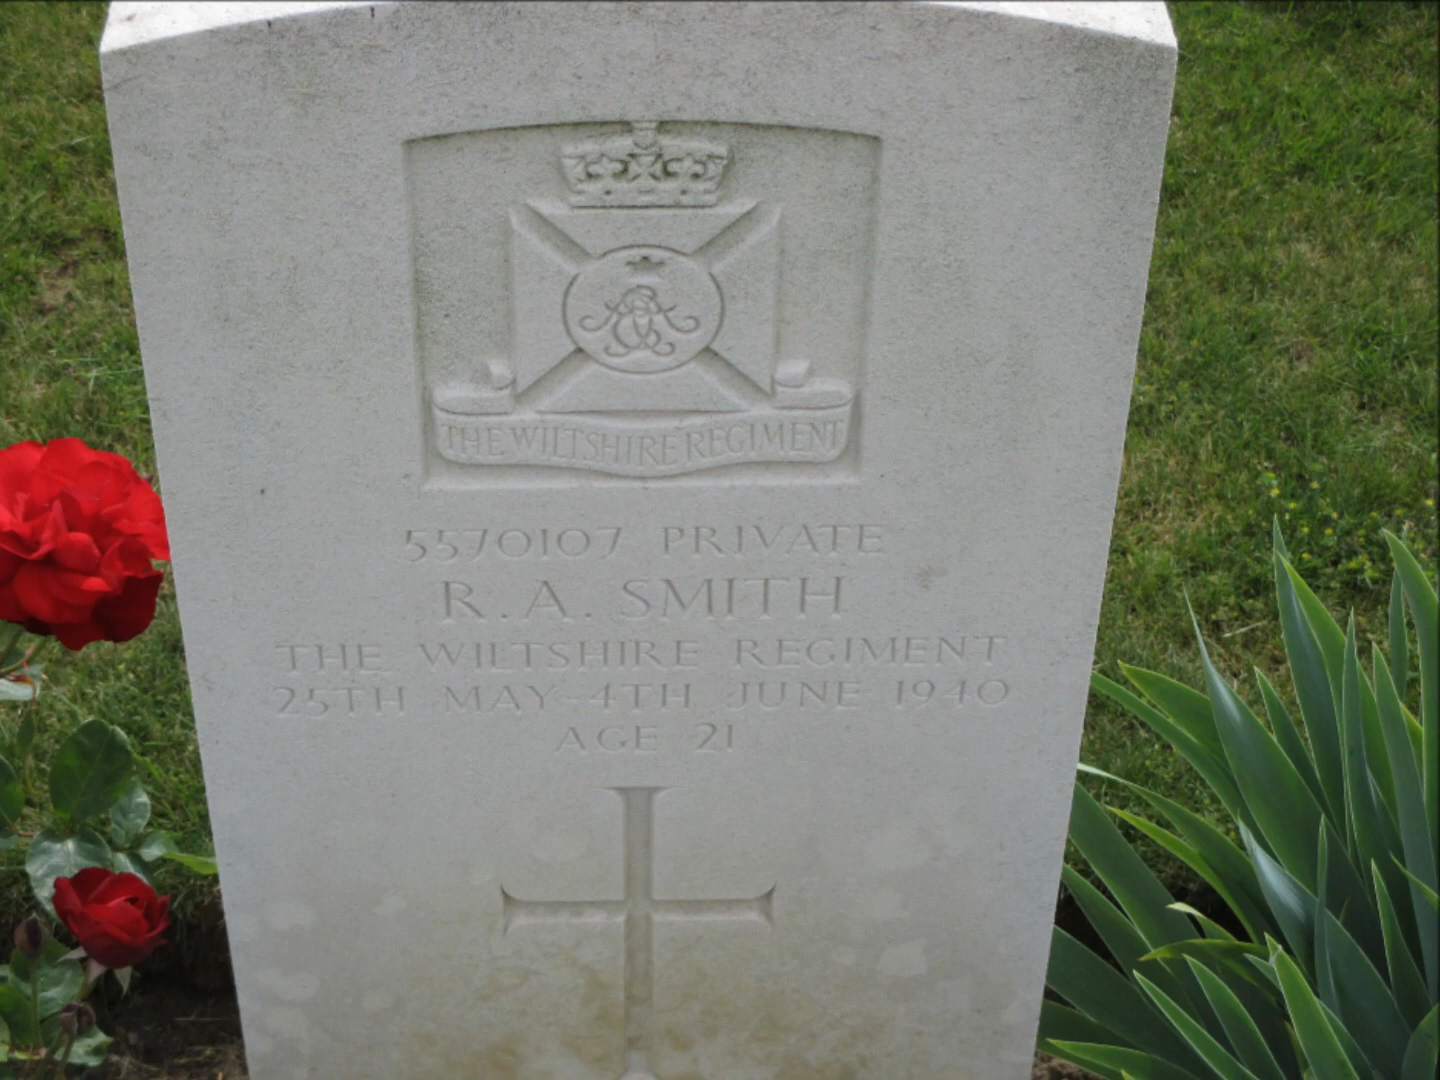 THE WILTSHIRE REGIMENT
5570107 PRIVATE
R. A. SMITH
THE WILTSHIRE REGIMENT
25TH MAY-4TH JUNE 1940
AGE 21